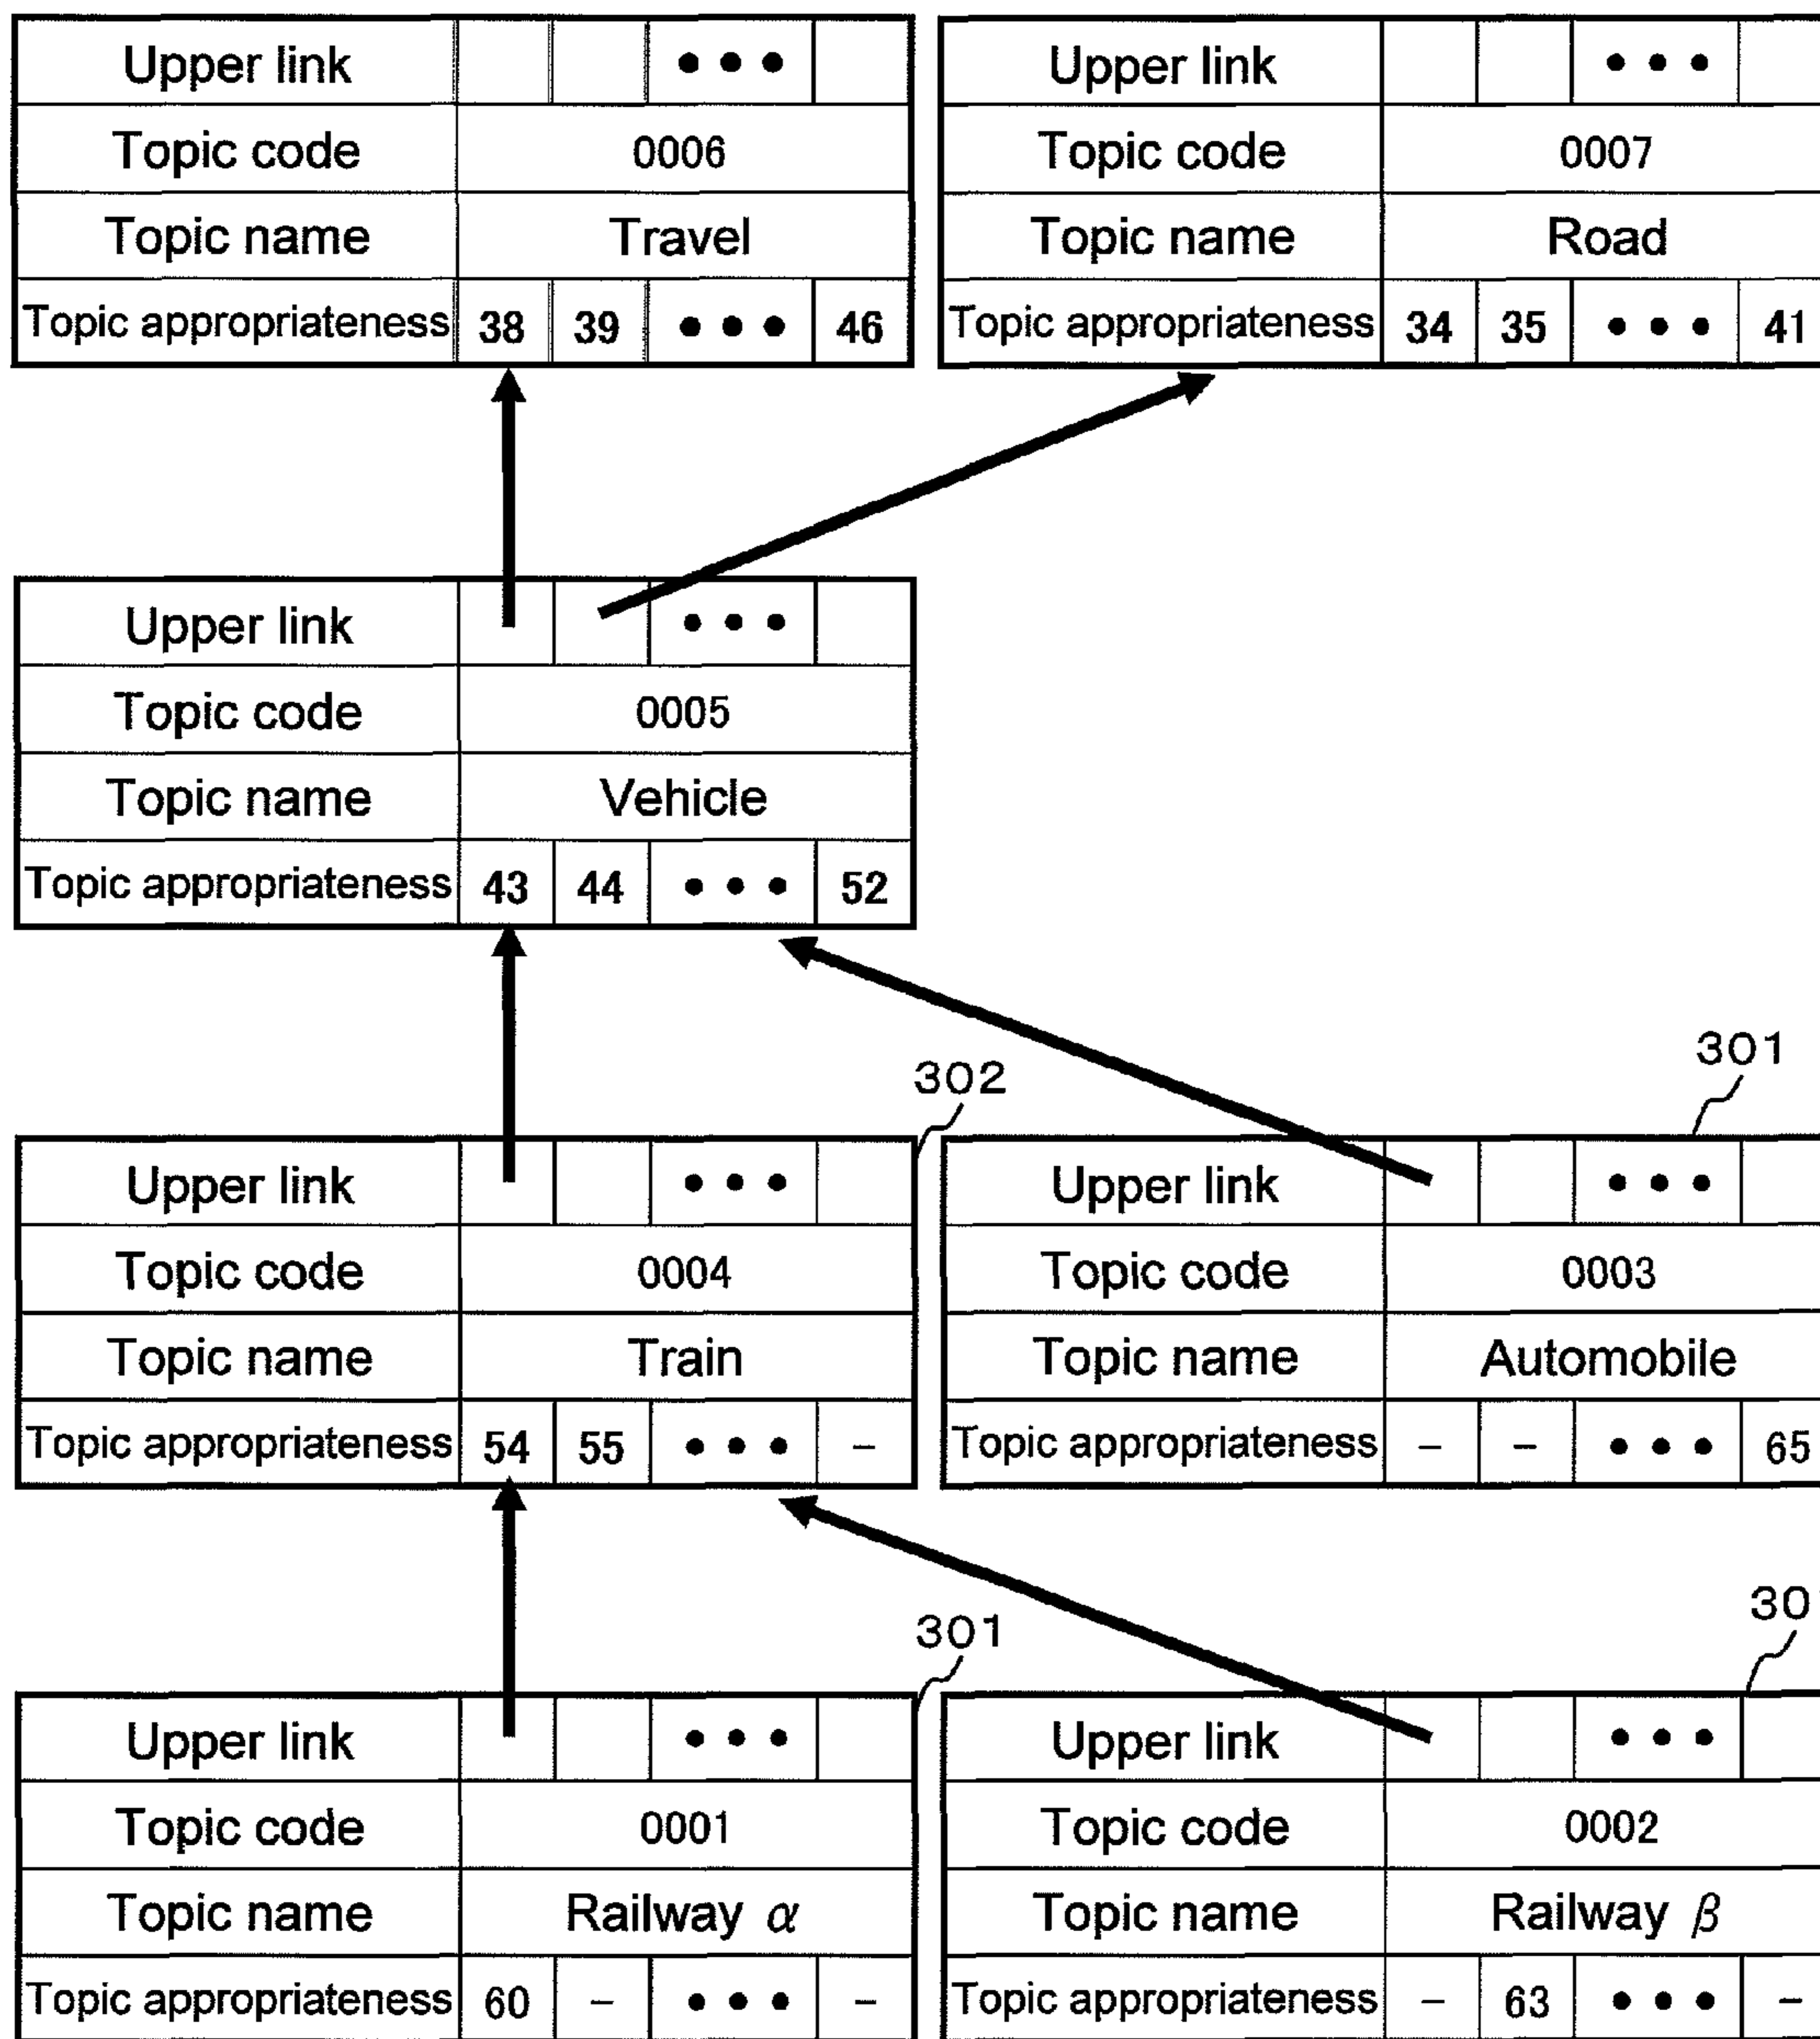 Upper link • • •
Topic code 0006
Topic name Travel
Topic appropriateness 38 39 • • • 46
Upper link • • •
Topic code 0007
Topic name Road
Topic appropriateness 34 35 • • • 41
Upper link • • •
Topic code 0005
Topic name Vehicle
Topic appropriateness 43 44 • • • 52
302
Upper link • • •
Topic code 0004
Topic name Train
Topic appropriateness 54 55 • • • –
301
Upper link • • •
Topic code 0003
Topic name Automobile
Topic appropriateness – – • • • 65
301
Upper link • • •
Topic code 0001
Topic name Railway α
Topic appropriateness 60 – • • • –
Upper link • • •
Topic code 0002
Topic name Railway β
Topic appropriateness – 63 • • • –